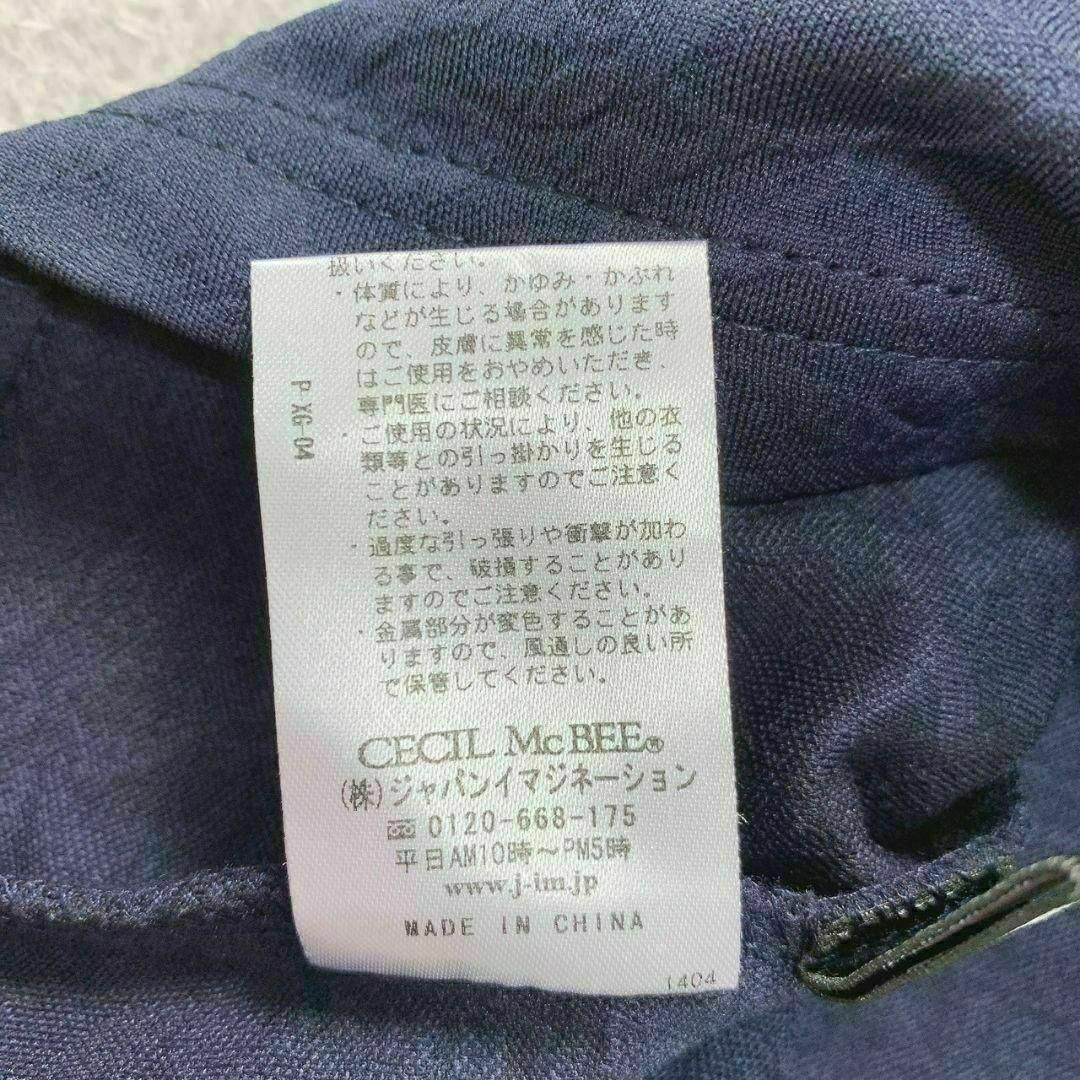 扱いください。
・体質により、かゆみ・かぶれ
などが生じる場合があります
ので、皮膚に異常を感じた時
はご使用をおやめいただき、
専門医にご相談ください。
・ご使用の状況により、他の衣
類等との引っ掛かりを生じる
ことがありますのでご注意く
ださい。
・過度な引っ張りや衝撃が加わ
る事で、破損することがあり
ますのでご注意ください。
・金属部分が変色することがあ
りますので、風通しの良い所
で保管してください。
P XG 04
CECIL McBEE®
(株)ジャパンイマジネーション
0120-668-175
平日AM10時～PM5時
www.j-im.jp
MADE IN CHINA
1404